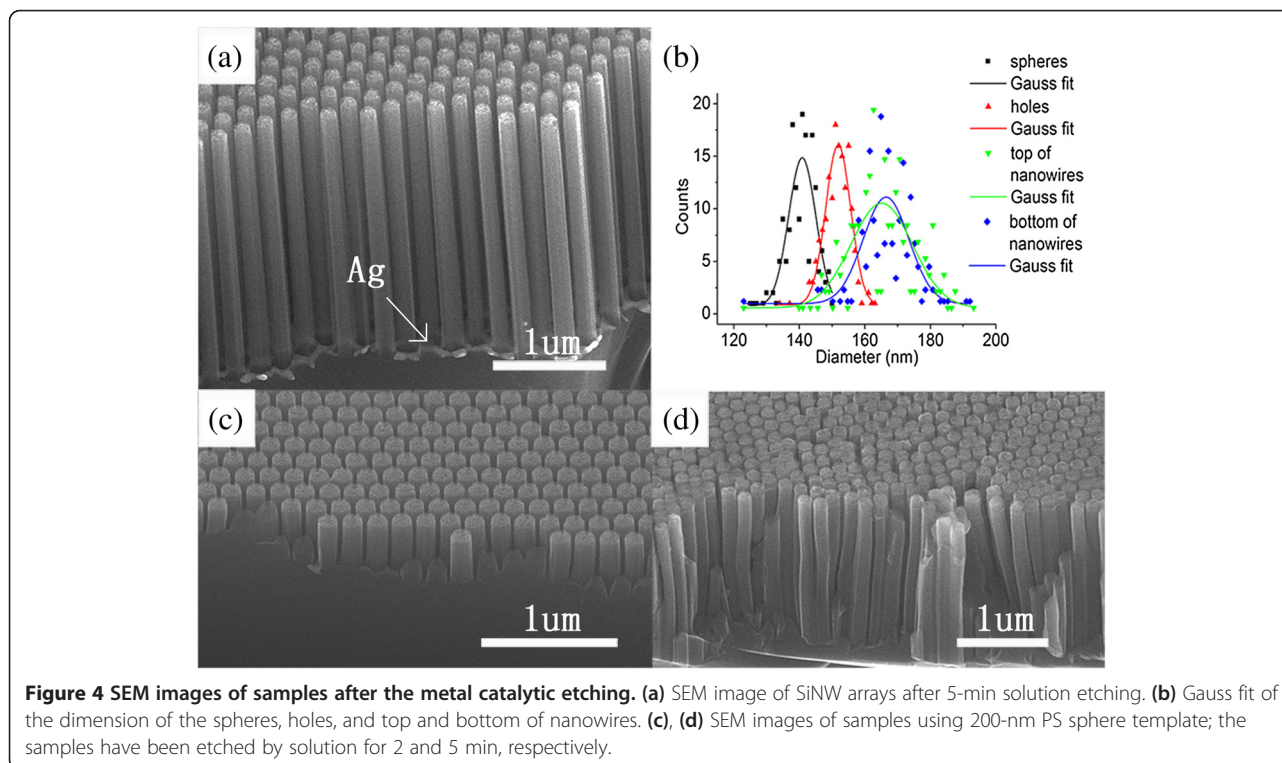 (a)
Ag
1um
(b)
spheres
Gauss fit
holes
Gauss fit
top of
nanowires
Gauss fit
bottom of
nanowires
Gauss fit
Counts
20
15
10
5
0
120
140
160
180
200
Diameter (nm)
(c)
1um
(d)
1um
Figure 4 SEM images of samples after the metal catalytic etching. (a) SEM image of SiNW arrays after 5-min solution etching. (b) Gauss fit of
the dimension of the spheres, holes, and top and bottom of nanowires. (c), (d) SEM images of samples using 200-nm PS sphere template; the
samples have been etched by solution for 2 and 5 min, respectively.